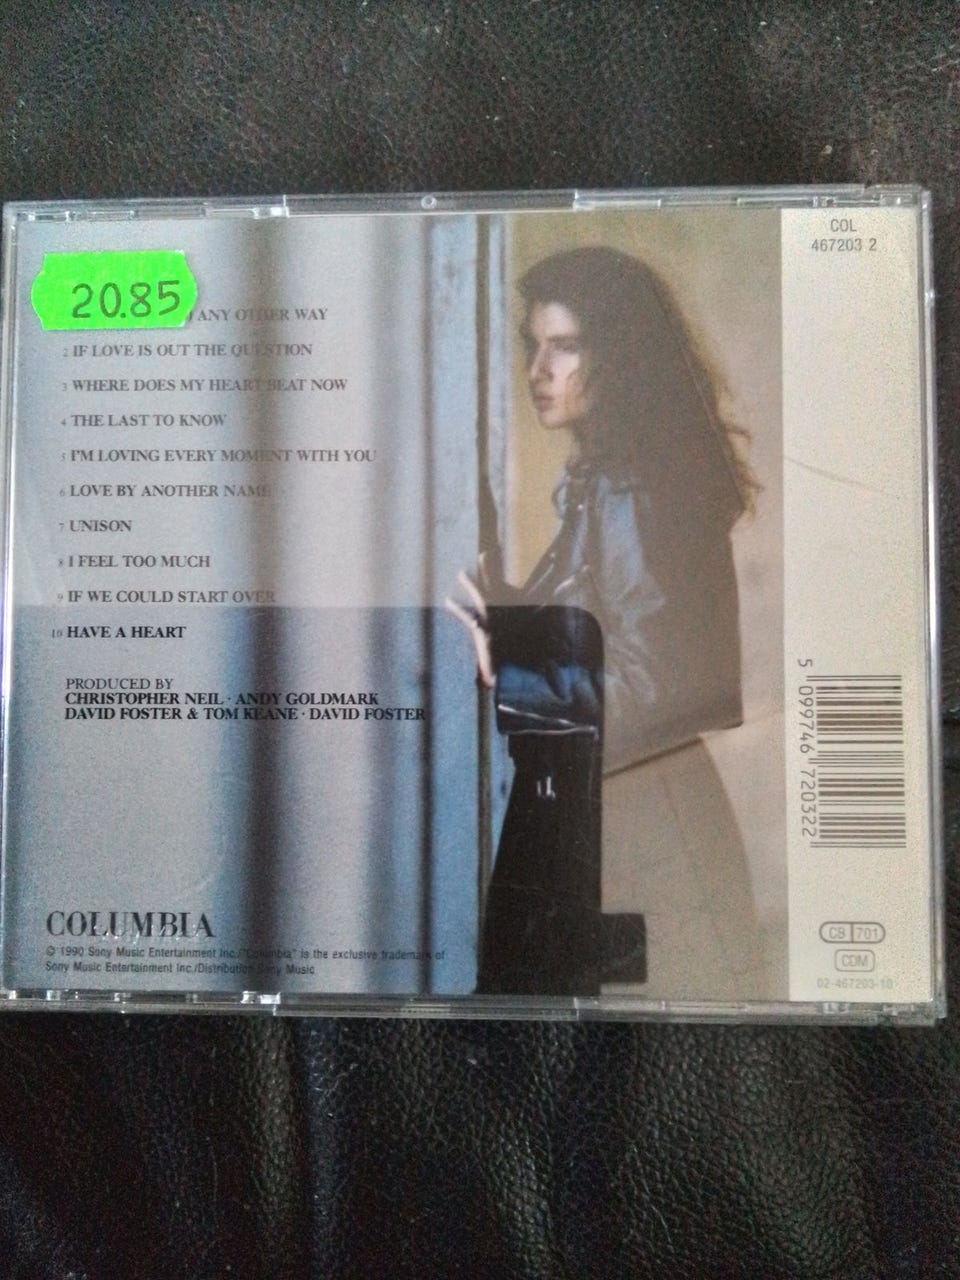 COL
467203 2
20.85
ANY OTHER WAY
2 IF LOVE IS OUT THE QUESTION
3 WHERE DOES MY HEART BEAT NOW
4 THE LAST TO KNOW
5 I'M LOVING EVERY MOMENT WITH YOU
6 LOVE BY ANOTHER NAME
7 UNISON
8 I FEEL TOO MUCH
9 IF WE COULD START OVER
10 HAVE A HEART
PRODUCED BY
CHRISTOPHER NEIL · ANDY GOLDMARK
DAVID FOSTER & TOM KEANE · DAVID FOSTER
5 099746 720322
COLUMBIA
© 1990 Sony Music Entertainment Inc./"Columbia" is the exclusive trademark of
Sony Music Entertainment Inc./Distribution Sony Music
CB 701
CDM
02-467203-10